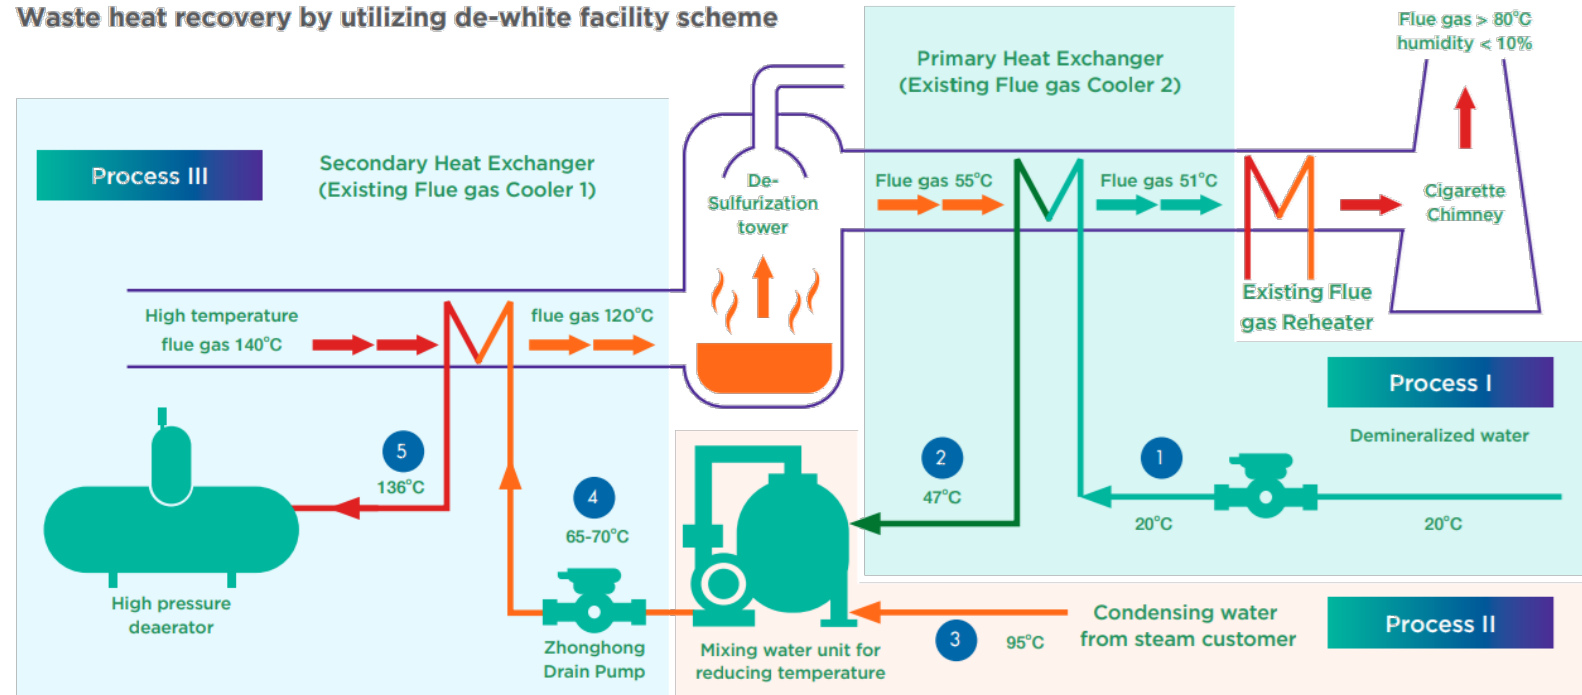 Waste heat recovery by utilizing de-white facility scheme
Flue gas > 80°C
humidity < 10%
Primary Heat Exchanger
(Existing Flue gas Cooler 2)
Process III
Secondary Heat Exchanger
(Existing Flue gas Cooler 1)
De-
Sulfurization
tower
Flue gas 55°C
Flue gas 51°C
Cigarette
Chimney
Existing Flue
gas Reheater
High temperature
flue gas 140°C
flue gas 120°C
Process I
Demineralized water
5
136°C
4
65-70°C
2
47°C
1
20°C
20°C
High pressure
deaerator
Zhonghong
Drain Pump
Mixing water unit for
reducing temperature
3
95°C
Condensing water
from steam customer
Process II